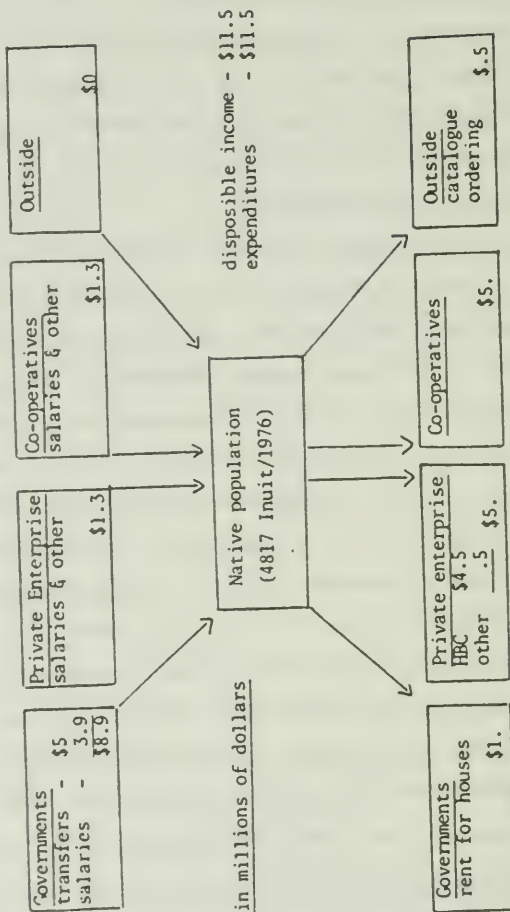 Governments
transfers - $5
salaries - 3.9
$8.9
Private Enterprise
salaries & other
$1.3
Co-operatives
salaries & other
$1.3
Outside
$0
in millions of dollars
Native population
(4817 Inuit/1976)
disposible income - $11.5
expenditures - $11.5
Governments
rent for houses
$1.
Private enterprise
HBC $4.5
other .5 $5.
Co-operatives
$5.
Outside
catalogue
ordering
$.5